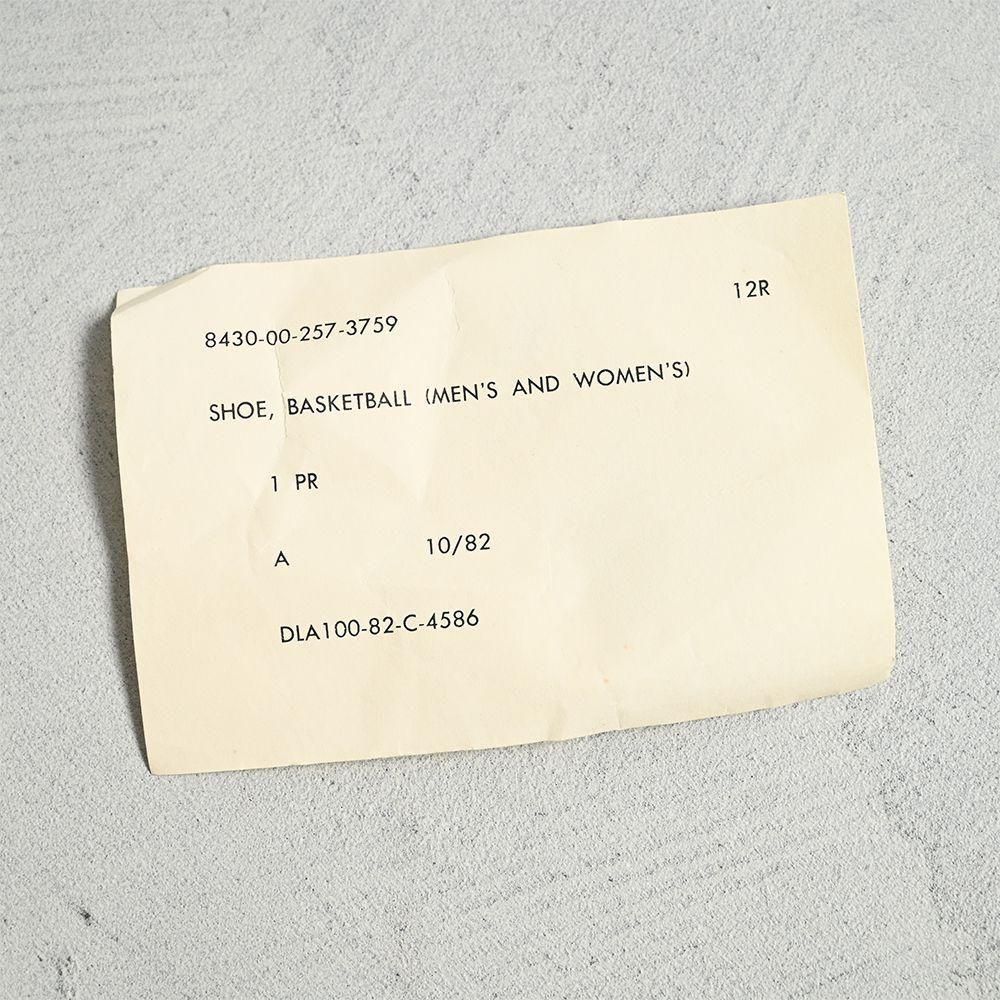 12R
8430-00-257-3759
SHOE, BASKETBALL (MEN'S AND WOMEN'S)
1 PR
A 10/82
DLA100-82-C-4586